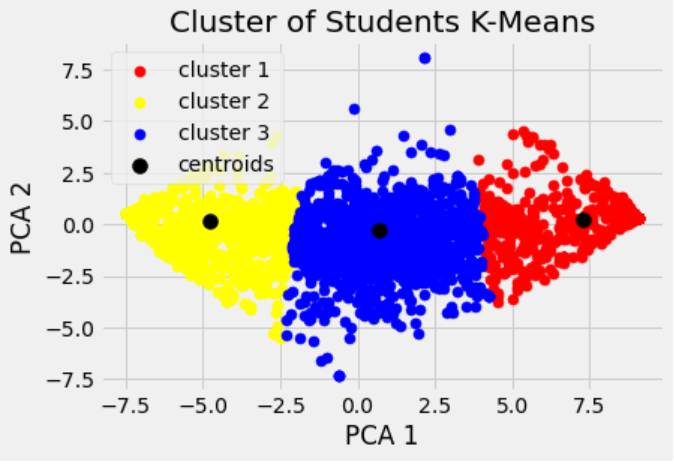 Cluster of Students K-Means
cluster 1
cluster 2
cluster 3
centroids
PCA 2
7.5
5.0
2.5
0.0
−2.5
−5.0
−7.5
−7.5 −5.0 −2.5 0.0 2.5 5.0 7.5
PCA 1